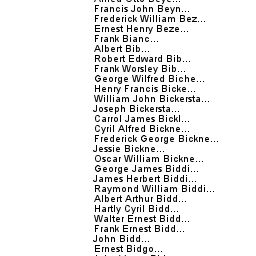 Francis John Beyn...
Frederick William Bez...
Ernest Henry Beze...
Frank Bianc...
Albert Bib...
Robert Edward Bib...
Frank Worsley Bib...
George Wilfred Biche...
Henry Francis Bicke...
William John Bickersta...
Joseph Bickersta...
Carrol James Bickl...
Cyril Alfred Bickne...
Frederick George Bickne...
Jessie Bickne...
Oscar William Bickne...
George James Biddi...
James Herbert Biddi...
Raymond William Biddi...
Albert Arthur Bidd...
Hartly Cyril Bidd...
Walter Ernest Bidd...
Frank Ernest Bidd...
John Bidd...
Ernest Bidgo...